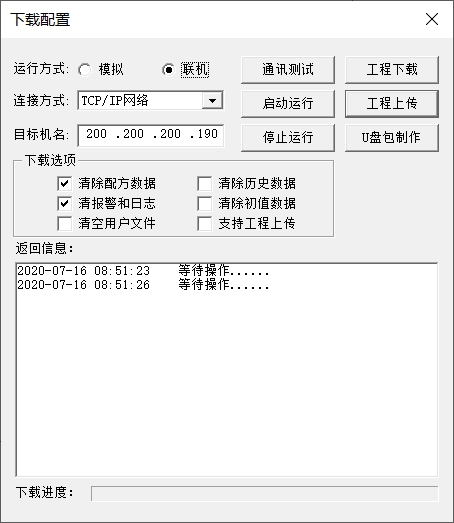 下载配置
运行方式: 模拟 联机 通讯测试 工程下载
连接方式: TCP/IP网络 启动运行 工程上传
目标机名: 200 .200 .200 .190 停止运行 U盘包制作
下载选项
清除配方数据 清除历史数据
清报警和日志 清除初值数据
清空用户文件 支持工程上传
返回信息:
2020-07-16 08:51:23 等待操作......
2020-07-16 08:51:26 等待操作......
下载进度: